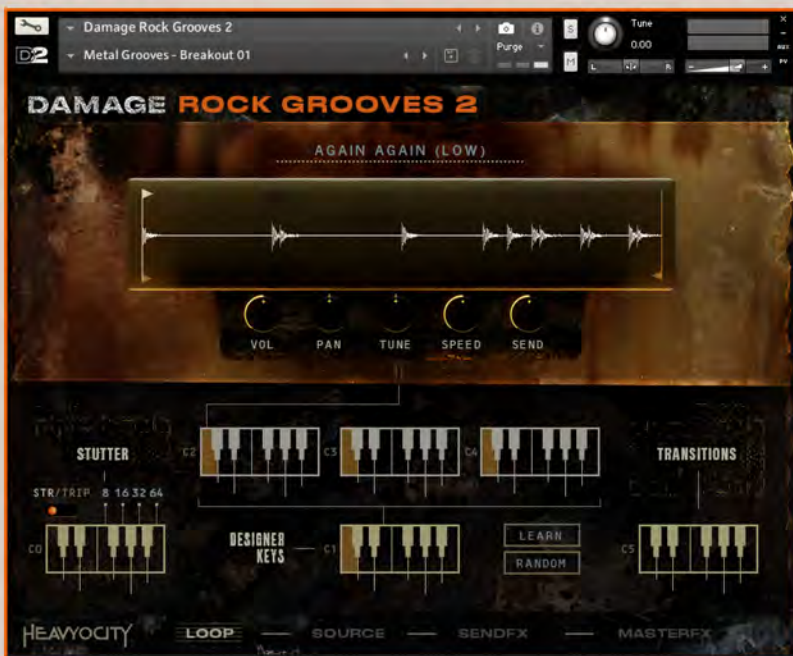 Damage Rock Grooves 2
S
Tune
0.00
Purge
D2
Metal Grooves - Breakout 01
M
L
R
AUX
PV
DAMAGE ROCK GROOVES 2
AGAIN AGAIN (LOW)
VOL PAN TUNE SPEED SEND
C2 C3 C4
STUTTER
TRANSITIONS
STR/TRIP 8 16 32 64
C0
DESIGNER
KEYS
C1
LEARN
RANDOM
C5
HEAVYOCITY LOOP SOURCE SENDFX MASTERFX